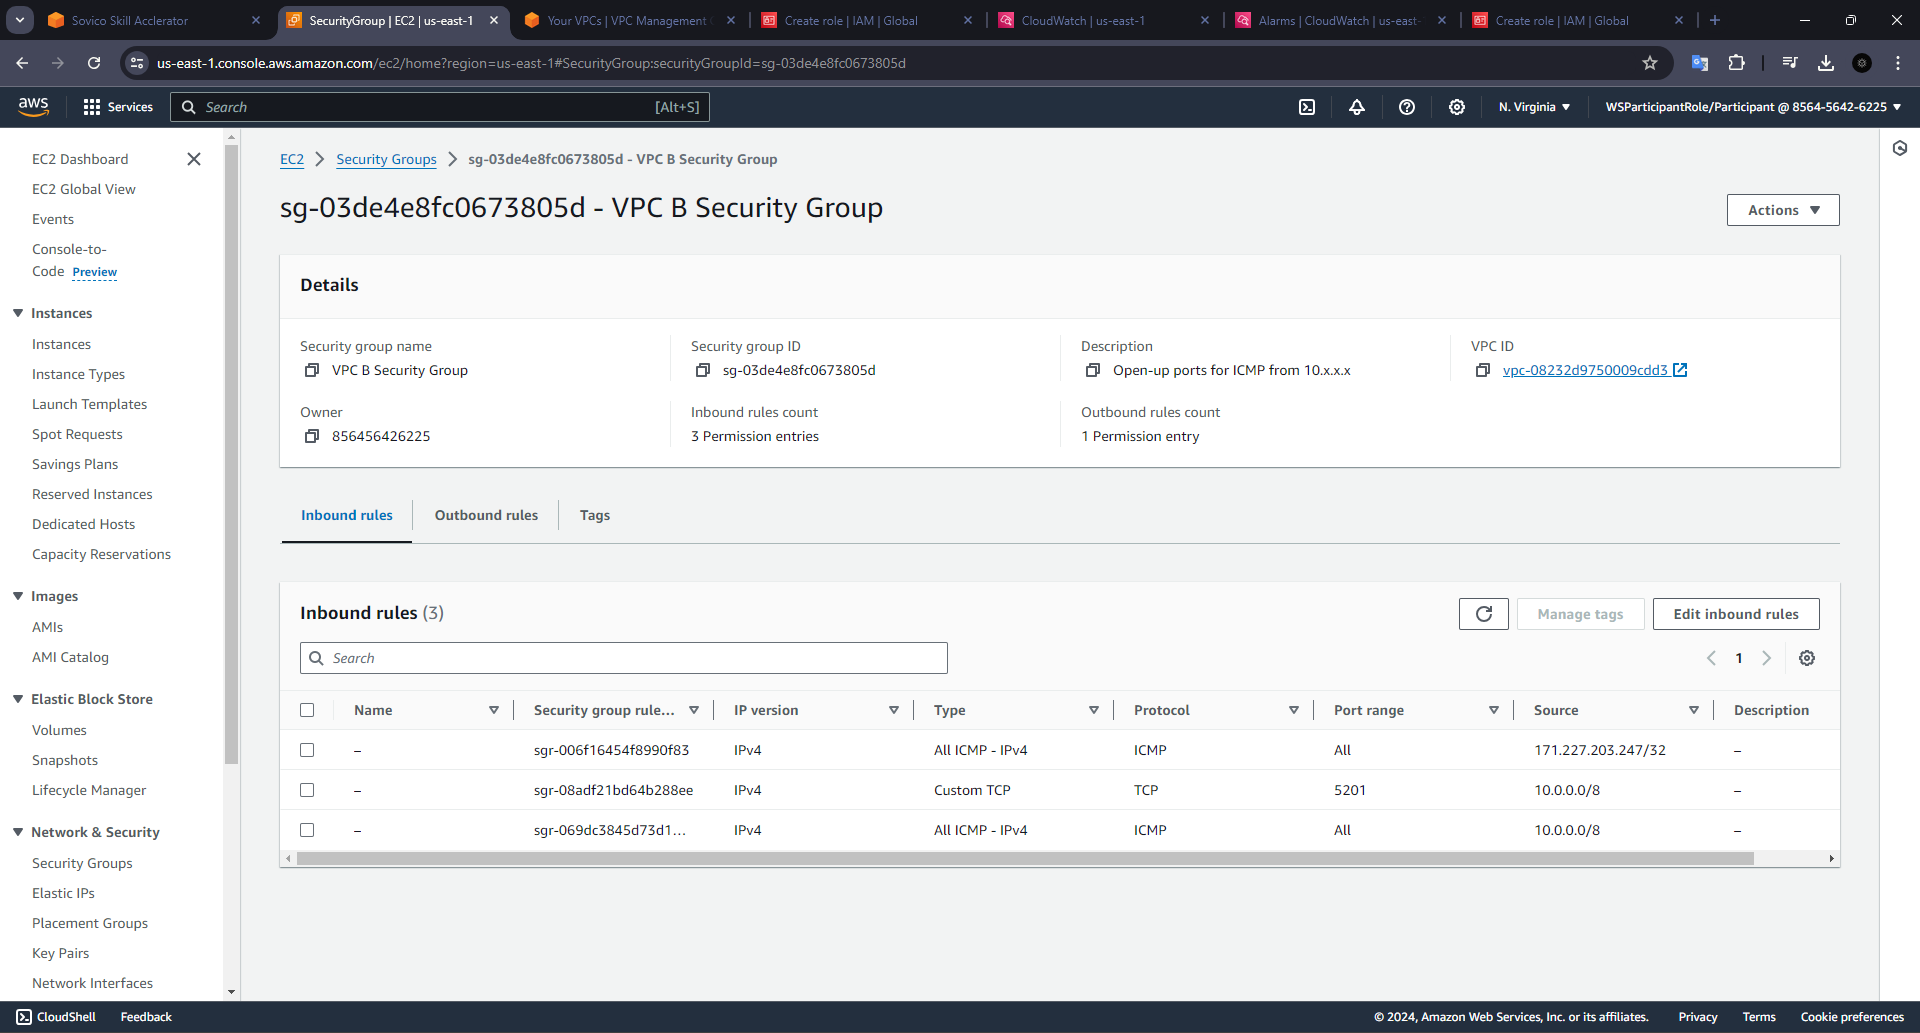 Sovico Skill Acclerator
SecurityGroup | EC2 | us-east-1
Your VPCs | VPC Management
Create role | IAM | Global
CloudWatch | us-east-1
Alarms | CloudWatch | us-east-
Create role | IAM | Global
us-east-1.console.aws.amazon.com/ec2/home?region=us-east-1#SecurityGroup:securityGroupId=sg-03de4e8fc0673805d
aws
Services
Search
[Alt+S]
N. Virginia
WSParticipantRole/Participant @ 8564-5642-6225
EC2 Dashboard
EC2 Global View
Events
Console-to-
Code Preview
Instances
Instances
Instance Types
Launch Templates
Spot Requests
Savings Plans
Reserved Instances
Dedicated Hosts
Capacity Reservations
Images
AMIs
AMI Catalog
Elastic Block Store
Volumes
Snapshots
Lifecycle Manager
Network & Security
Security Groups
Elastic IPs
Placement Groups
Key Pairs
Network Interfaces
EC2 > Security Groups > sg-03de4e8fc0673805d - VPC B Security Group
sg-03de4e8fc0673805d - VPC B Security Group
Actions
Details
Security group name
VPC B Security Group
Security group ID
sg-03de4e8fc0673805d
Description
Open-up ports for ICMP from 10.x.x.x
VPC ID
vpc-08232d9750009cdd3
Owner
856456426225
Inbound rules count
3 Permission entries
Outbound rules count
1 Permission entry
Inbound rules
Outbound rules
Tags
Inbound rules (3)
Manage tags
Edit inbound rules
Search
1
Name Security group rule... IP version Type Protocol Port range Source Description
– sgr-006f16454f8990f83 IPv4 All ICMP - IPv4 ICMP All 171.227.203.247/32 –
– sgr-08adf21bd64b288ee IPv4 Custom TCP TCP 5201 10.0.0.0/8 –
– sgr-069dc3845d73d1... IPv4 All ICMP - IPv4 ICMP All 10.0.0.0/8 –
CloudShell
Feedback
© 2024, Amazon Web Services, Inc. or its affiliates.
Privacy
Terms
Cookie preferences